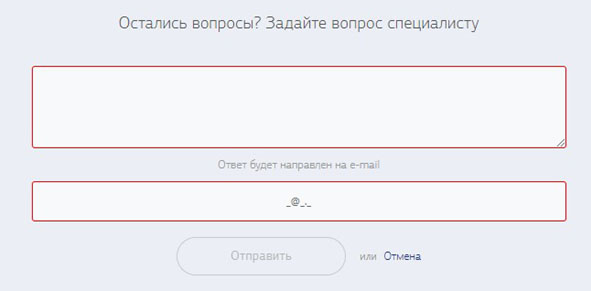 Остались вопросы? Задайте вопрос специалисту
Ответ будет направлен на e-mail
_@_._
Отправить или Отмена